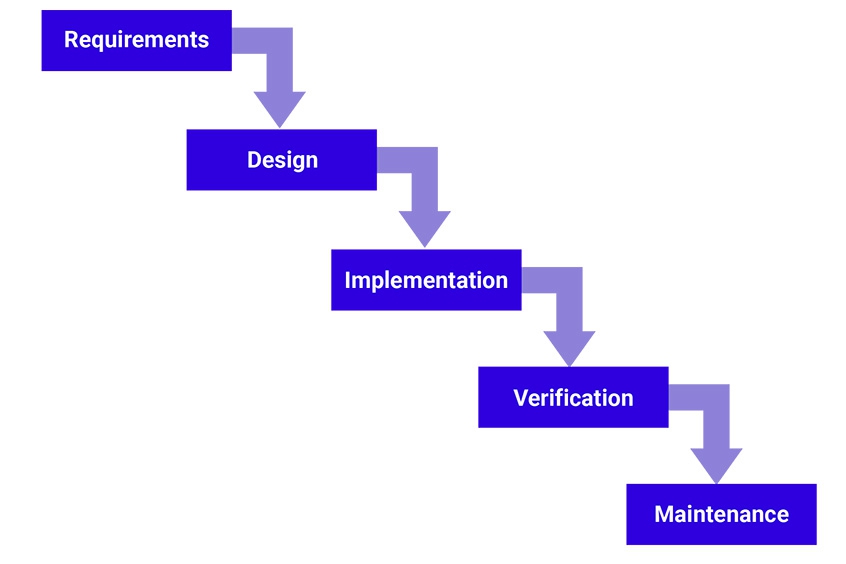 Requirements
Design
Implementation
Verification
Maintenance